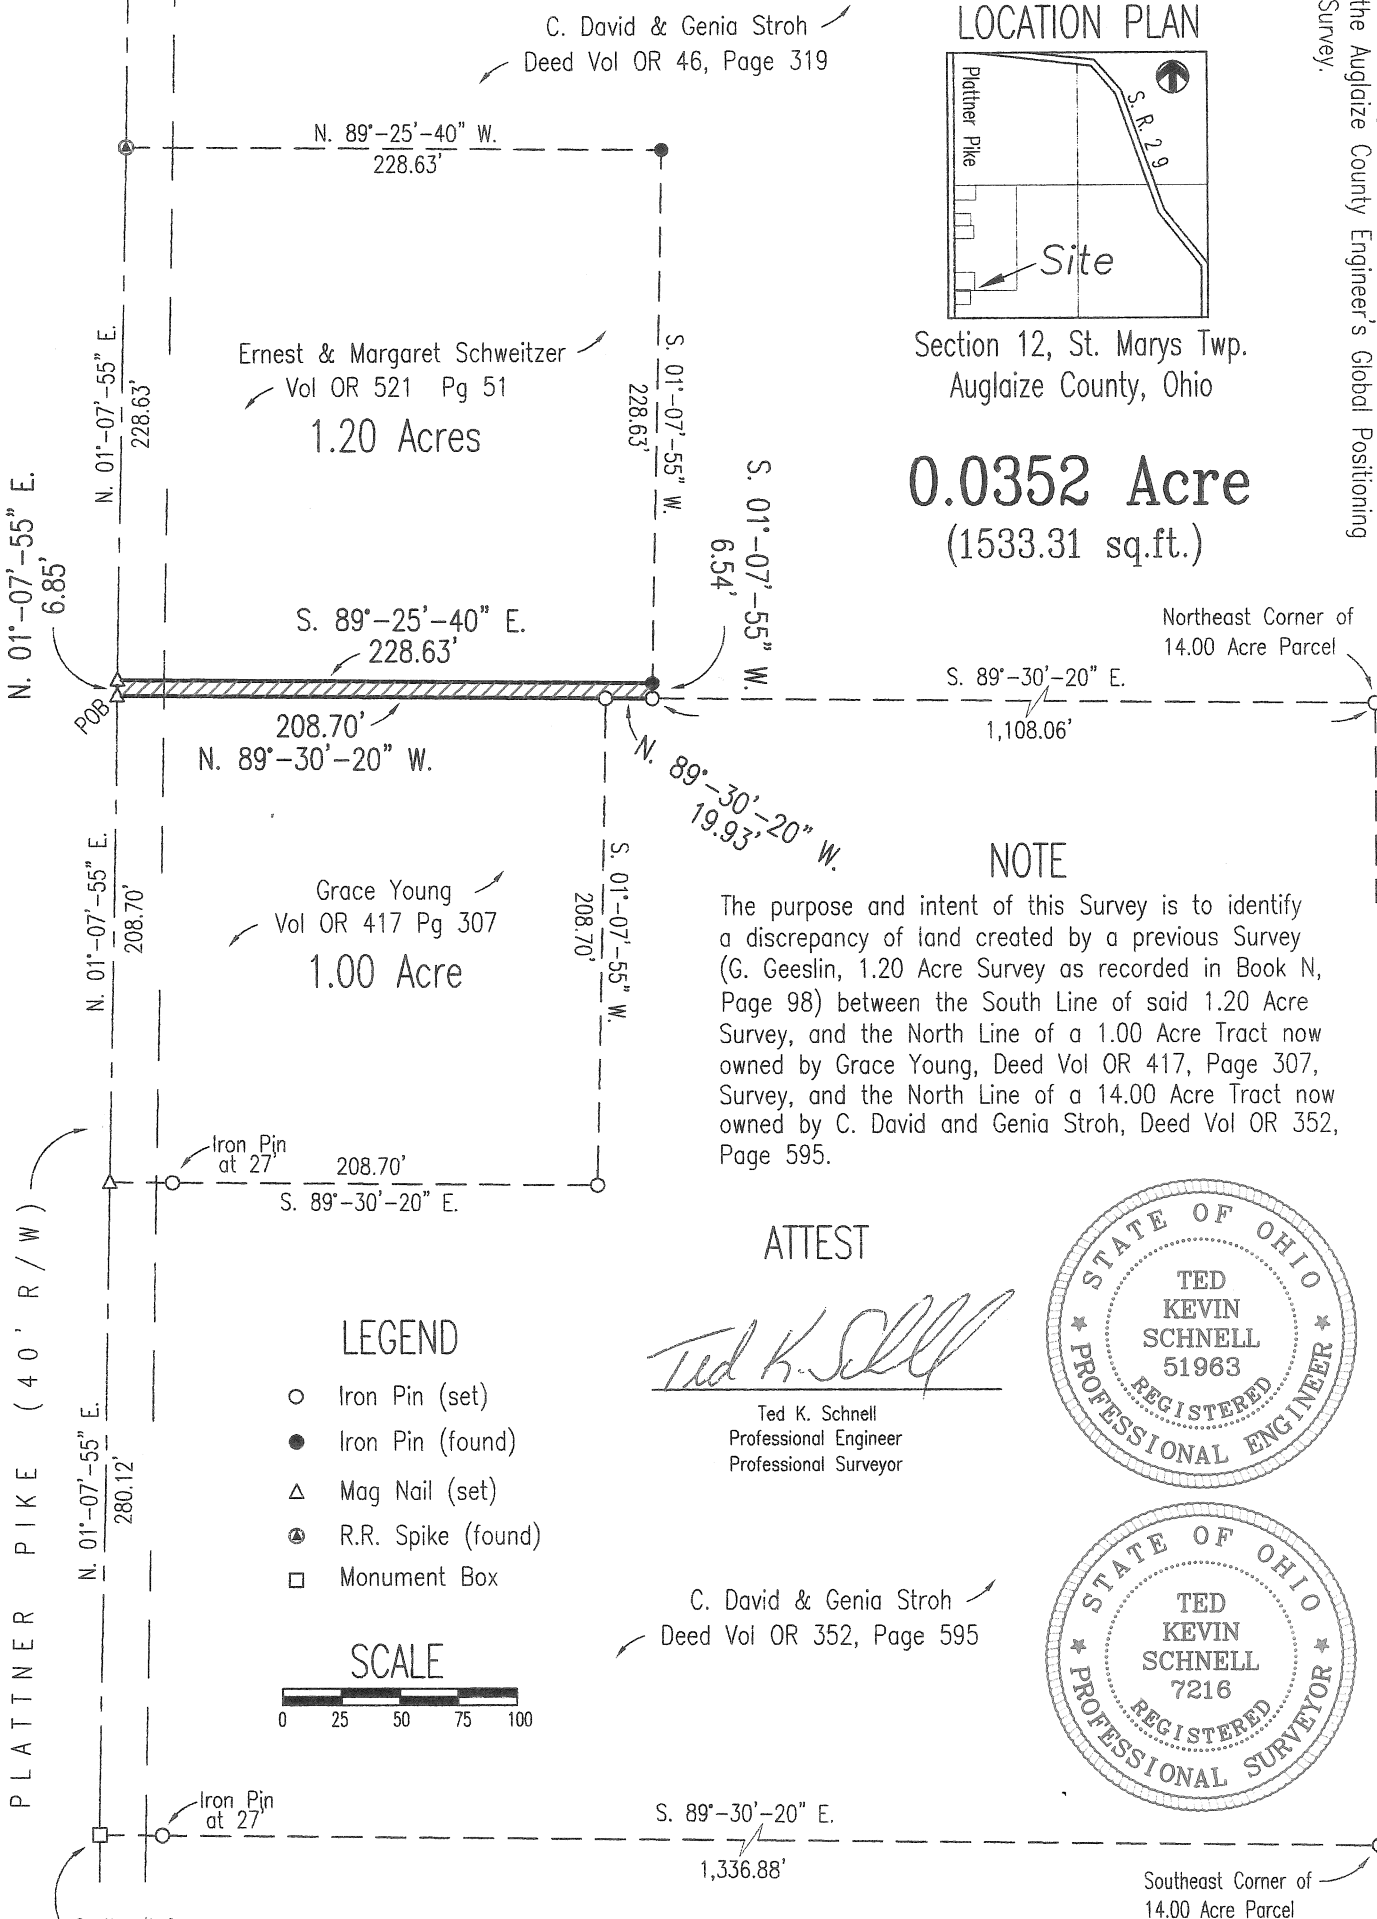 C. David & Genia Stroh
Deed Vol OR 46, Page 319
LOCATION PLAN
Plattner Pike
S. R. 29
Site
Section 12, St. Marys Twp.
Auglaize County, Ohio
the Auglaize County Engineer's Global Positioning
Survey.
N. 89°-25'-40" W.
228.63'
N. 01°-07'-55" E.
228.63'
Ernest & Margaret Schweitzer
Vol OR 521 Pg 51
1.20 Acres
S. 01°-07'-55" W.
228.63'
0.0352 Acre
(1533.31 sq.ft.)
N. 01°-07'-55" E.
6.85'
S. 01°-07'-55" W.
6.54'
S. 89°-25'-40" E.
228.63'
Northeast Corner of
14.00 Acre Parcel
S. 89°-30'-20" E.
1,108.06'
POB
208.70'
N. 89°-30'-20" W.
N. 89°-30'-20" W.
19.93'
N. 01°-07'-55" E.
208.70'
Grace Young
Vol OR 417 Pg 307
1.00 Acre
S. 01°-07'-55" W.
208.70'
NOTE
The purpose and intent of this Survey is to identify
a discrepancy of land created by a previous Survey
(G. Geeslin, 1.20 Acre Survey as recorded in Book N,
Page 98) between the South Line of said 1.20 Acre
Survey, and the North Line of a 1.00 Acre Tract now
owned by Grace Young, Deed Vol OR 417, Page 307,
Survey, and the North Line of a 14.00 Acre Tract now
owned by C. David and Genia Stroh, Deed Vol OR 352,
Page 595.
Iron Pin
at 27'
208.70'
S. 89°-30'-20" E.
PLATTNER PIKE (40' R/W)
N. 01°-07'-55" E.
280.12'
LEGEND
Iron Pin (set)
Iron Pin (found)
Mag Nail (set)
R.R. Spike (found)
Monument Box
SCALE
0 25 50 75 100
ATTEST
Ted K. Schnell
Ted K. Schnell
Professional Engineer
Professional Surveyor
STATE OF OHIO
TED
KEVIN
SCHNELL
51963
REGISTERED
PROFESSIONAL ENGINEER
C. David & Genia Stroh
Deed Vol OR 352, Page 595
STATE OF OHIO
TED
KEVIN
SCHNELL
7216
REGISTERED
PROFESSIONAL SURVEYOR
Iron Pin
at 27'
S. 89°-30'-20" E.
1,336.88'
Southeast Corner of
14.00 Acre Parcel